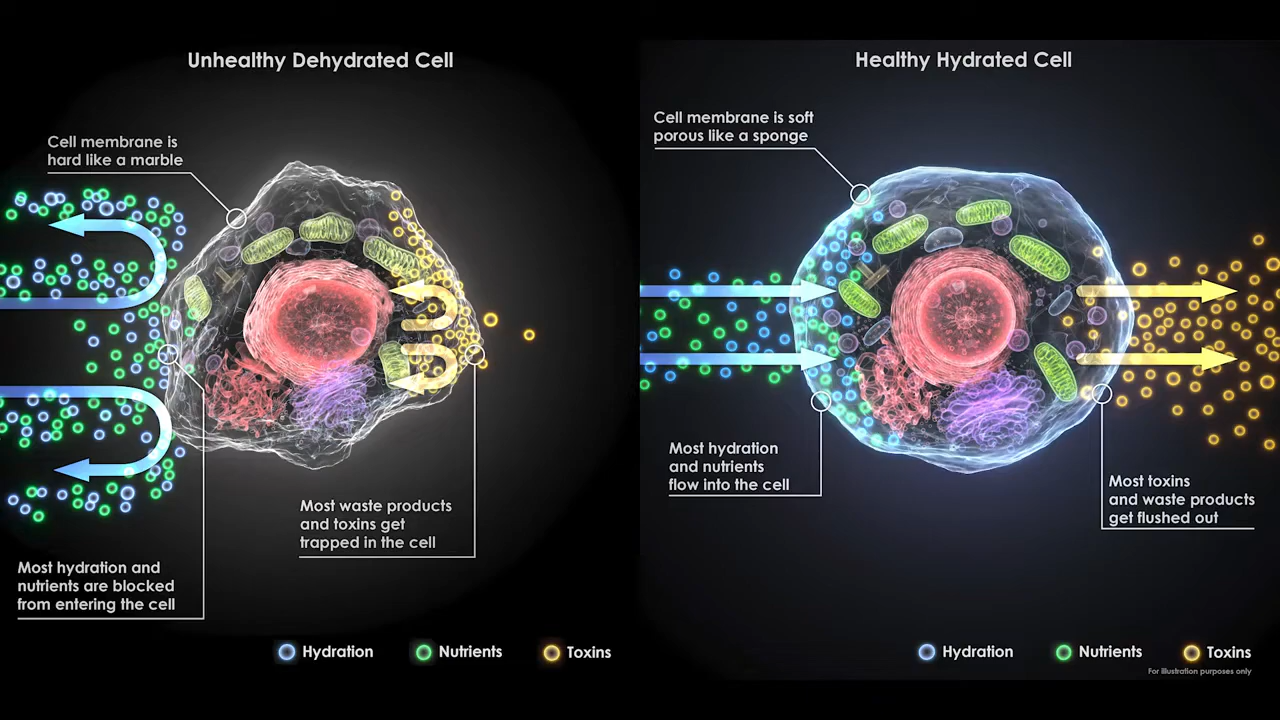 Unhealthy Dehydrated Cell
Cell membrane is
hard like a marble
Most waste products
and toxins get
trapped in the cell
Most hydration and
nutrients are blocked
from entering the cell
Hydration
Nutrients
Toxins
Healthy Hydrated Cell
Cell membrane is soft
porous like a sponge
Most hydration
and nutrients
flow into the cell
Most toxins
and waste products
get flushed out
Hydration
Nutrients
Toxins
For illustration purposes only